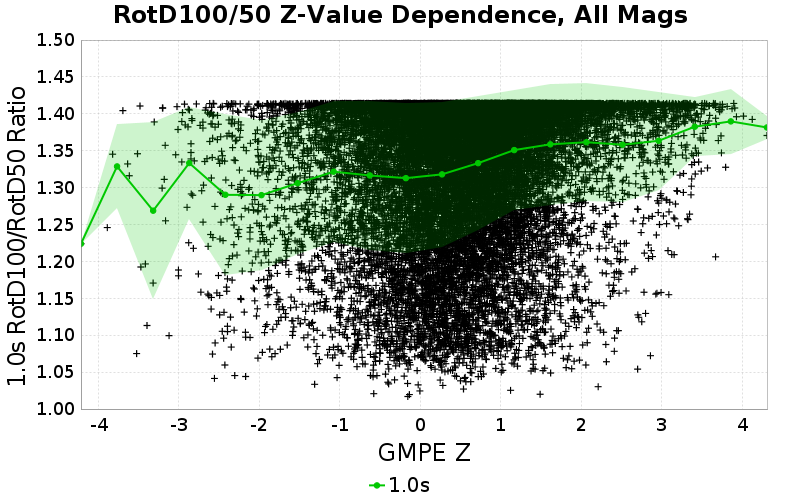 RotD100/50 Z-Value Dependence, All Mags
1.0s RotD100/RotD50 Ratio
1.50
1.45
1.40
1.35
1.30
1.25
1.20
1.15
1.10
1.05
1.00
-4 -3 -2 -1 0 1 2 3 4
GMPE Z
1.0s